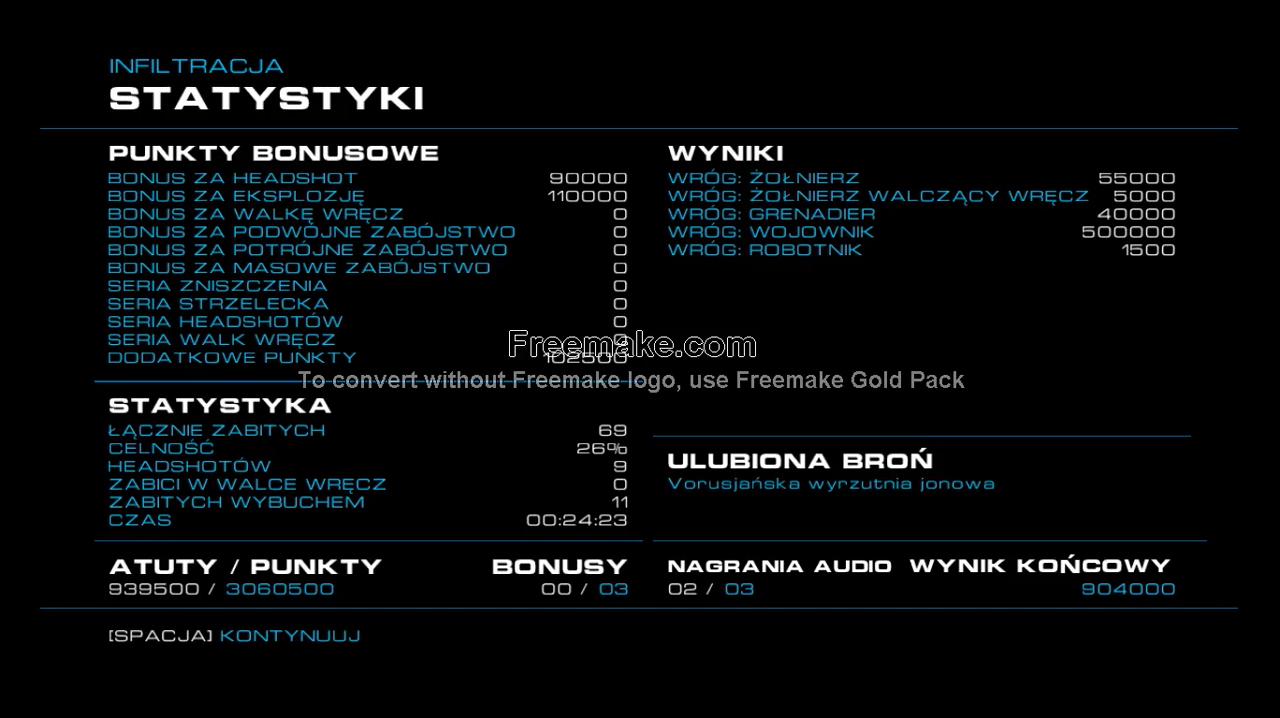 INFILTRACJA
STATYSTYKI
PUNKTY BONUSOWE
BONUS ZA HEADSHOT 90000
BONUS ZA EKSPLOZJĘ 110000
BONUS ZA WALKĘ WRĘCZ 0
BONUS ZA PODWÓJNE ZABÓJSTWO 0
BONUS ZA POTRÓJNE ZABÓJSTWO 0
BONUS ZA MASOWE ZABÓJSTWO 0
SERIA ZNISZCZENIA 0
SERIA STRZELECKA 0
SERIA HEADSHOTÓW 0
SERIA WALK WRĘCZ 0
DODATKOWE PUNKTY 102500
WYNIKI
WRÓG: ŻOŁNIERZ 55000
WRÓG: ŻOŁNIERZ WALCZĄCY WRĘCZ 5000
WRÓG: GRENADIER 40000
WRÓG: WOJOWNIK 500000
WRÓG: ROBOTNIK 1500
Freemake.com
To convert without Freemake logo, use Freemake Gold Pack
STATYSTYKA
ŁĄCZNIE ZABITYCH 69
CELNOŚĆ 26%
HEADSHOTÓW 9
ZABICI W WALCE WRĘCZ 0
ZABITYCH WYBUCHEM 11
CZAS 00:24:23
ULUBIONA BROŃ
Vorusjańska wyrzutnia jonowa
ATUTY / PUNKTY BONUSY
939500 / 3060500 00 / 03
NAGRANIA AUDIO WYNIK KOŃCOWY
02 / 03 904000
[SPACJA] KONTYNUUJ